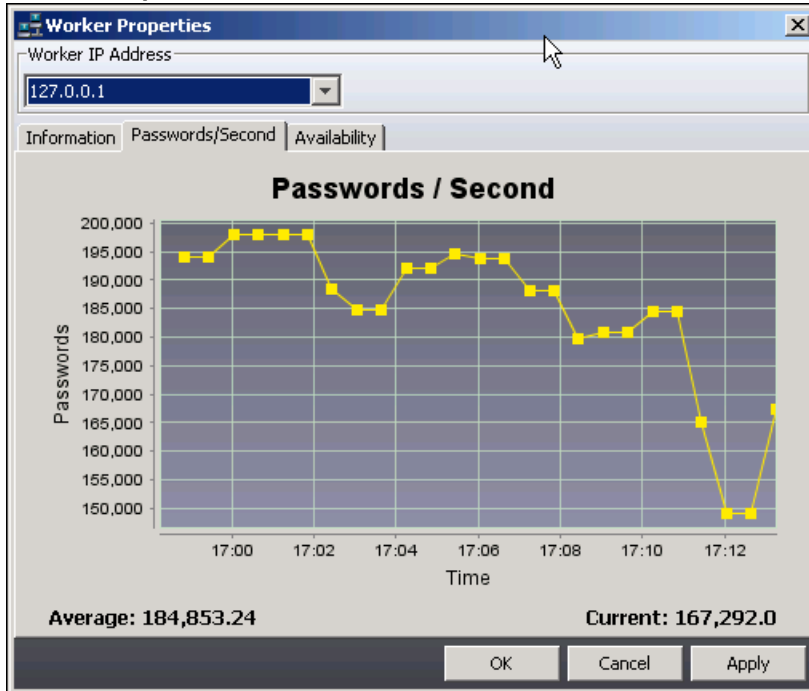 Worker Properties
Worker IP Address
127.0.0.1
Information Passwords/Second Availability
Passwords / Second
200,000
195,000
190,000
185,000
180,000
175,000
170,000
165,000
160,000
155,000
150,000
Passwords
17:00 17:02 17:04 17:06 17:08 17:10 17:12
Time
Average: 184,853.24 Current: 167,292.0
OK Cancel Apply